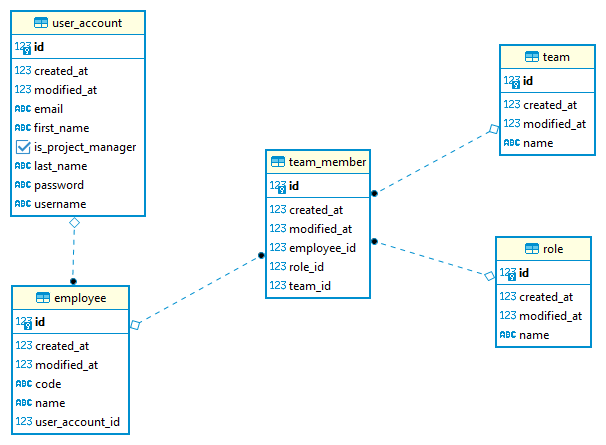 user_account
123 id
123 created_at
123 modified_at
ABC email
ABC first_name
is_project_manager
ABC last_name
ABC password
ABC username
team
123 id
123 created_at
123 modified_at
ABC name
team_member
123 id
123 created_at
123 modified_at
123 employee_id
123 role_id
123 team_id
role
123 id
123 created_at
123 modified_at
ABC name
employee
123 id
123 created_at
123 modified_at
ABC code
ABC name
123 user_account_id